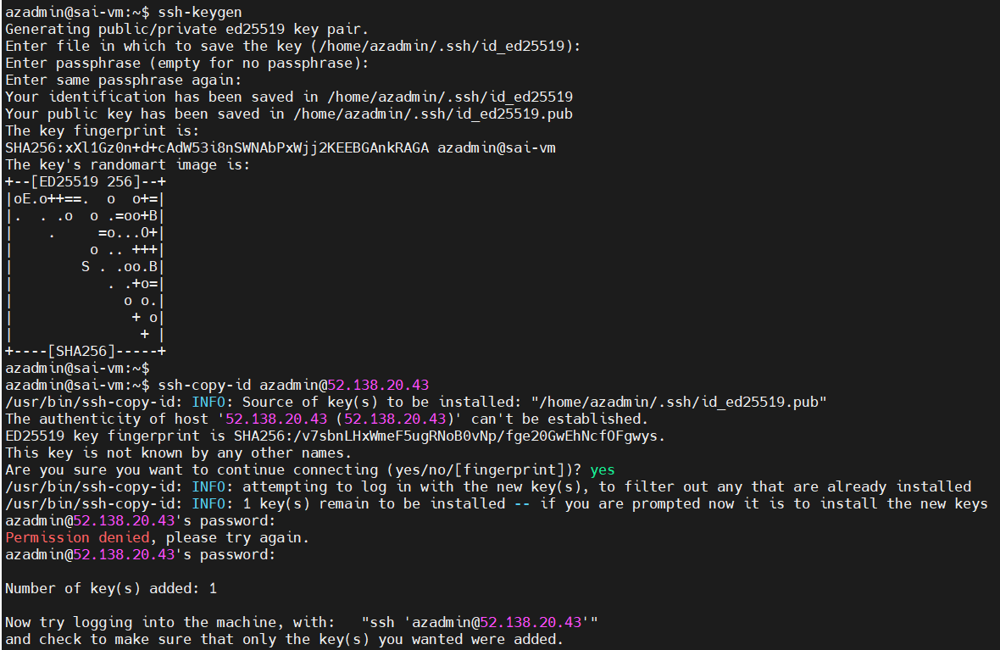 azadmin@sai-vm:~$ ssh-keygen
Generating public/private ed25519 key pair.
Enter file in which to save the key (/home/azadmin/.ssh/id_ed25519):
Enter passphrase (empty for no passphrase):
Enter same passphrase again:
Your identification has been saved in /home/azadmin/.ssh/id_ed25519
Your public key has been saved in /home/azadmin/.ssh/id_ed25519.pub
The key fingerprint is:
SHA256:xXl1Gz0n+d+cAdW53i8nSWNAbPxWjj2KEEBGAnkRAGA azadmin@sai-vm
The key's randomart image is:
+--[ED25519 256]--+
|oE.o++==.  o  o+=|
|.  . .o  o .=oo+B|
|    .     =o...O+|
|         o .. +++|
|        S . .oo.B|
|           . .+o=|
|             o o.|
|              + o|
|               + |
+----[SHA256]-----+
azadmin@sai-vm:~$
azadmin@sai-vm:~$ ssh-copy-id azadmin@52.138.20.43
/usr/bin/ssh-copy-id: INFO: Source of key(s) to be installed: "/home/azadmin/.ssh/id_ed25519.pub"
The authenticity of host '52.138.20.43 (52.138.20.43)' can't be established.
ED25519 key fingerprint is SHA256:/v7sbnLHxWmeF5ugRNoB0vNp/fge20GwEhNcfOFgwys.
This key is not known by any other names.
Are you sure you want to continue connecting (yes/no/[fingerprint])? yes
/usr/bin/ssh-copy-id: INFO: attempting to log in with the new key(s), to filter out any that are already installed
/usr/bin/ssh-copy-id: INFO: 1 key(s) remain to be installed -- if you are prompted now it is to install the new keys
azadmin@52.138.20.43's password:
Permission denied, please try again.
azadmin@52.138.20.43's password:

Number of key(s) added: 1

Now try logging into the machine, with:   "ssh 'azadmin@52.138.20.43'"
and check to make sure that only the key(s) you wanted were added.